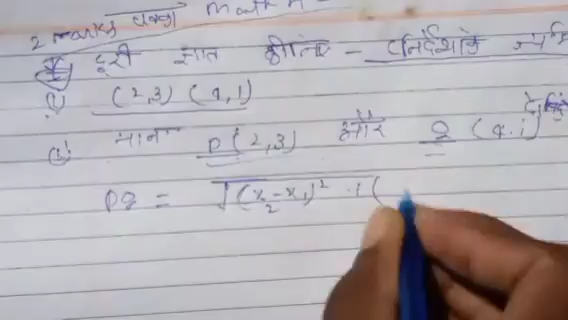 2 marks वाला Math
दूरी ज्ञात कीजिए - निर्देशांक
(i) (2,3) (4,1)
माना P(2,3) और Q(4.1)
PQ = √(x₂-x₁)² + (